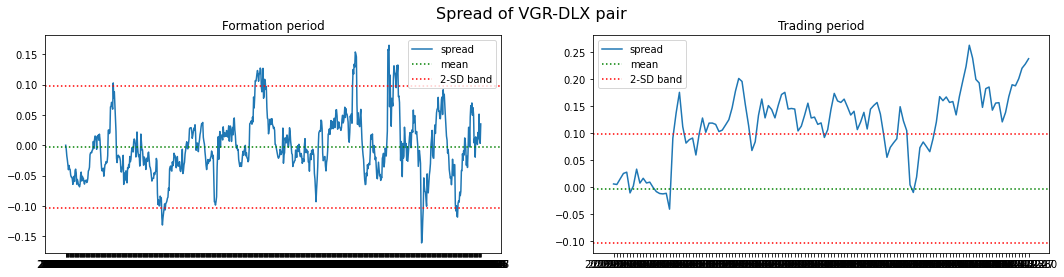 Spread of VGR-DLX pair
Formation period
0.15
0.10
0.05
0.00
−0.05
−0.10
−0.15
spread
mean
2-SD band
Trading period
0.25
0.20
0.15
0.10
0.05
0.00
−0.05
−0.10
spread
mean
2-SD band